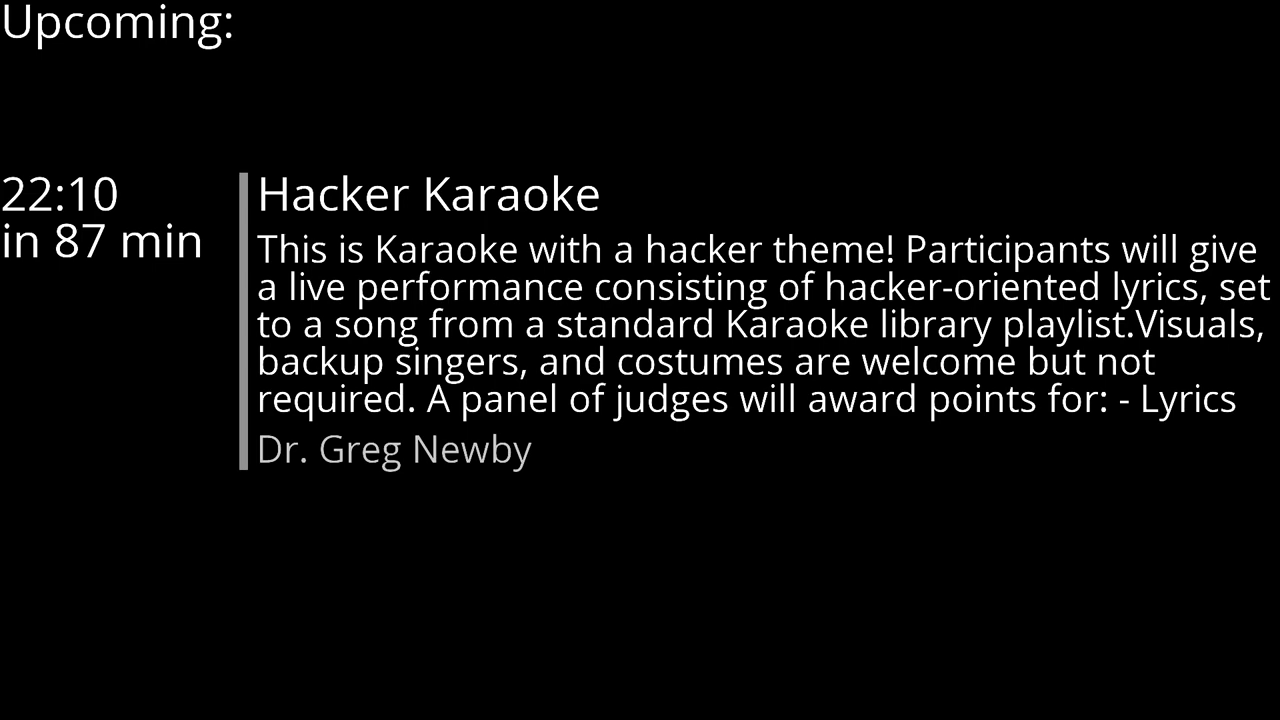 Upcoming:
22:10
in 87 min
Hacker Karaoke
This is Karaoke with a hacker theme! Participants will give
a live performance consisting of hacker-oriented lyrics, set
to a song from a standard Karaoke library playlist.Visuals,
backup singers, and costumes are welcome but not
required. A panel of judges will award points for: - Lyrics
Dr. Greg Newby